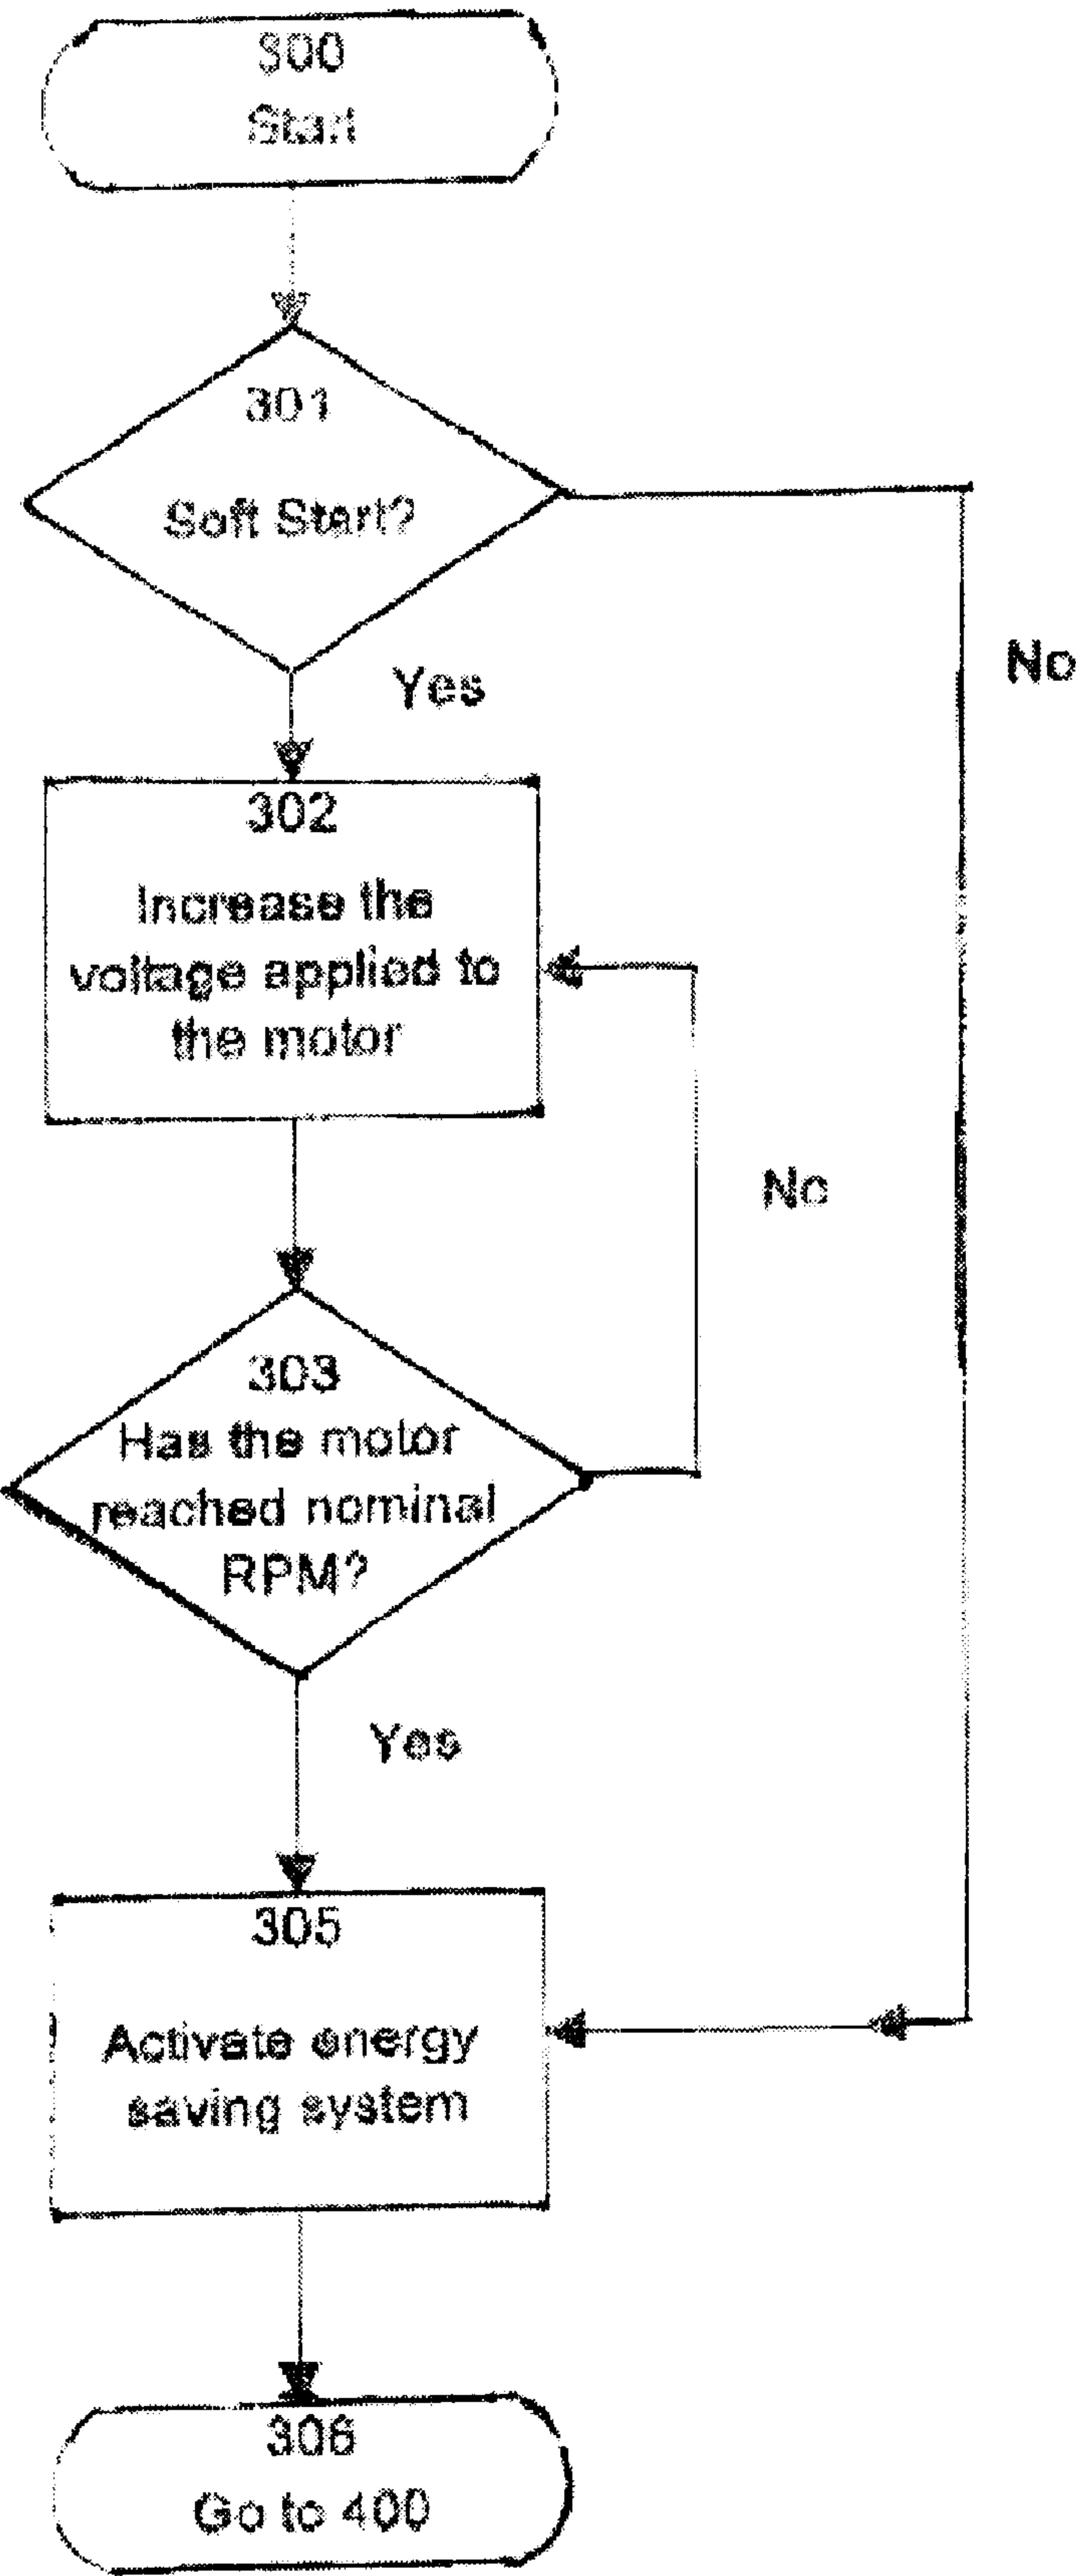 300
Start
301
Soft Start?
No
Yes
302
Increase the
voltage applied to
the motor
No
303
Has the motor
reached nominal
RPM?
Yes
305
Activate energy
saving system
306
Go to 400